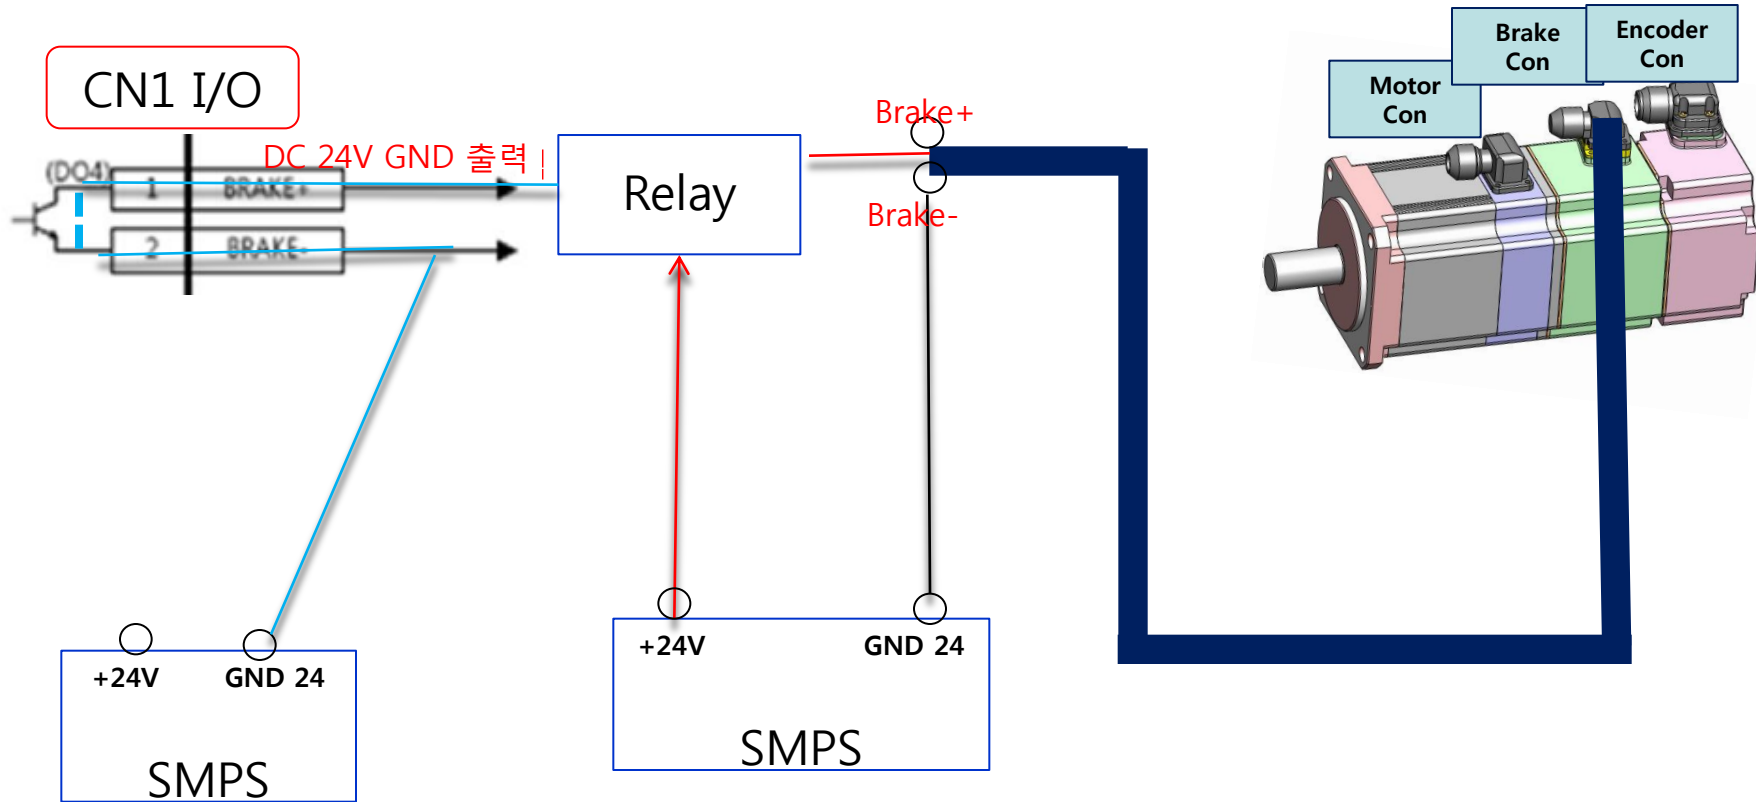 Brake
Con
Encoder
Con
Motor
Con
CN1 I/O
Brake+
DC 24V GND 출력
(DO4)
1 BRAKE+
Relay
Brake-
2 BRAKE-
+24V GND 24
SMPS
+24V GND 24
SMPS